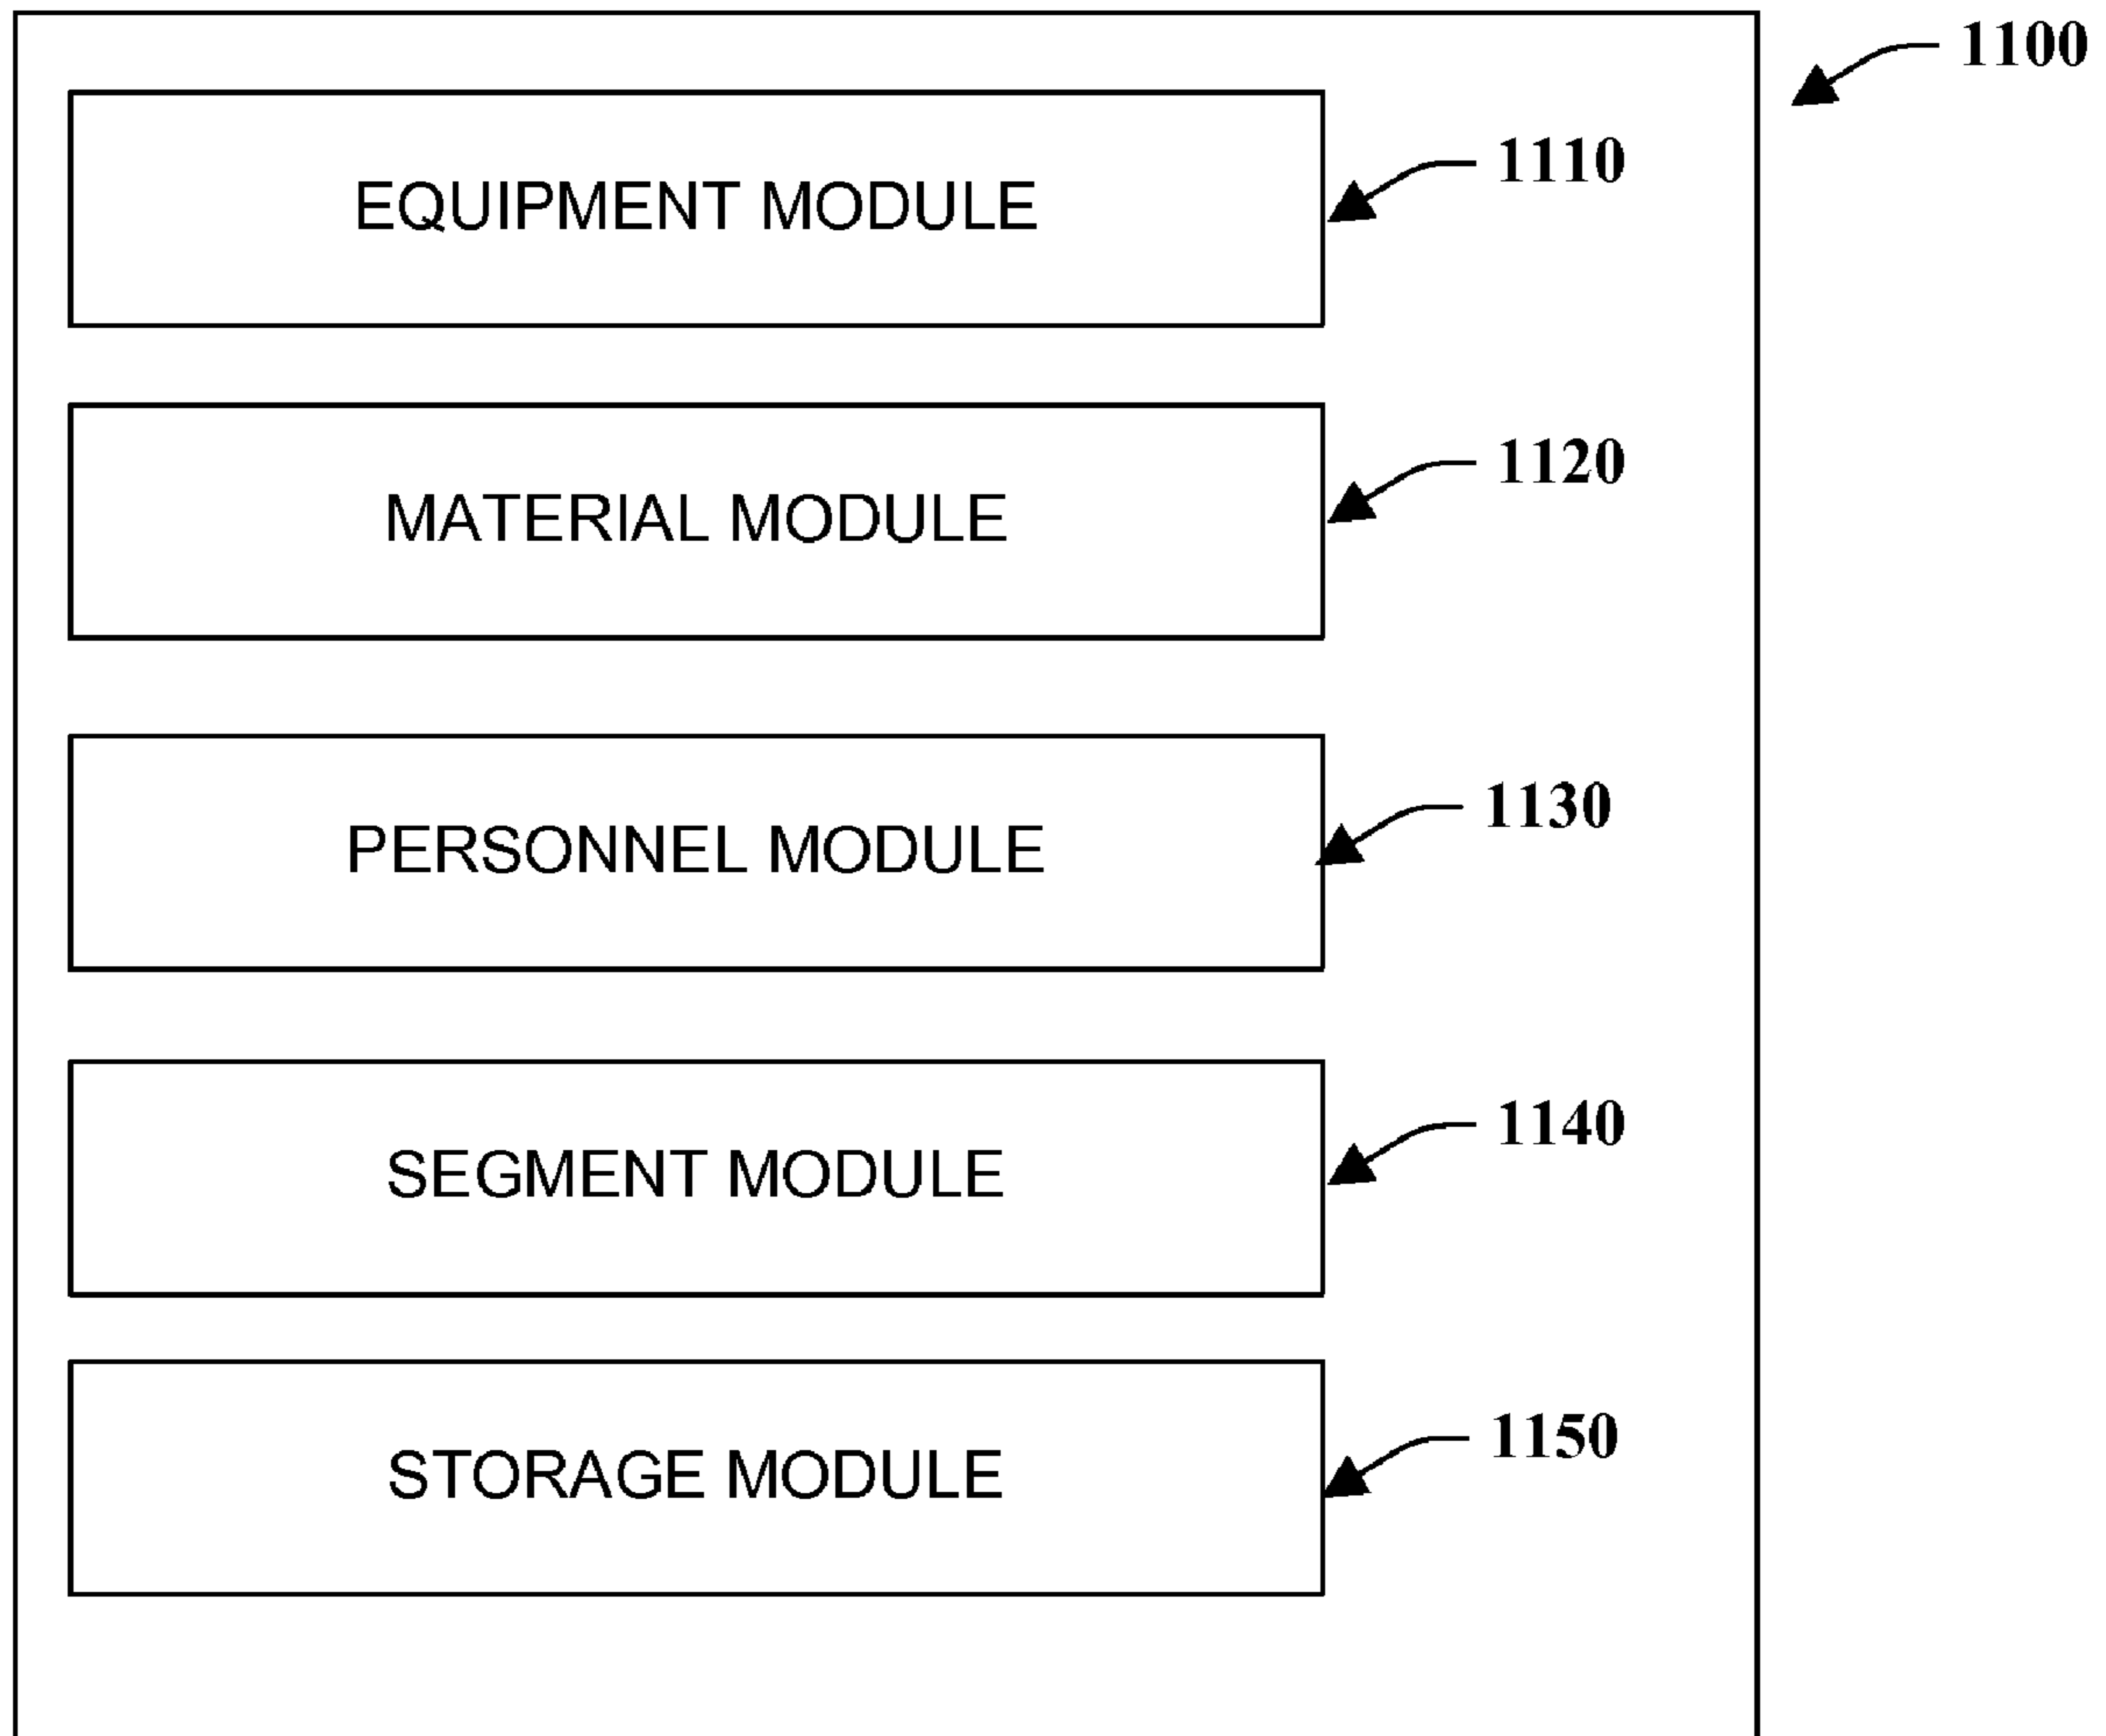 1100
EQUIPMENT MODULE
1110
MATERIAL MODULE
1120
PERSONNEL MODULE
1130
SEGMENT MODULE
1140
STORAGE MODULE
1150